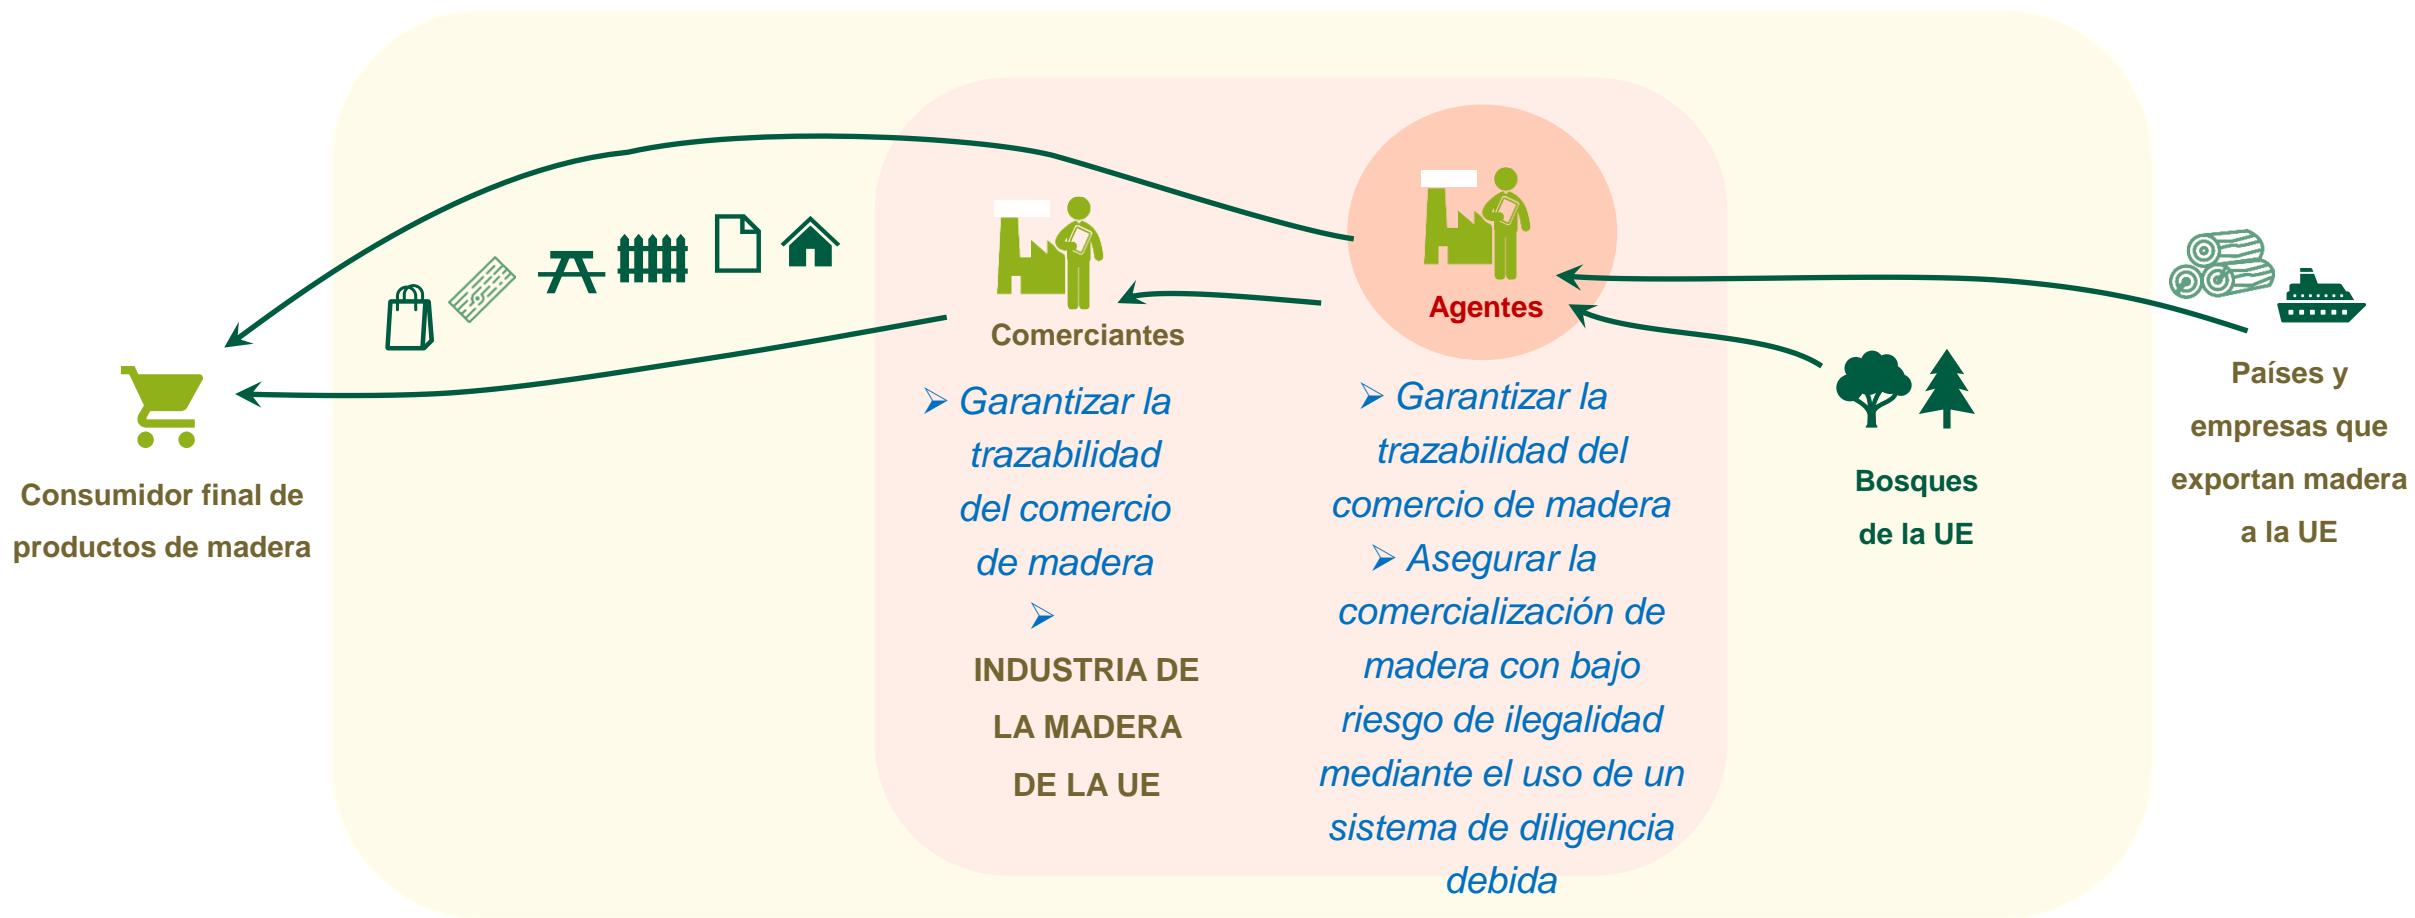 Consumidor final de
productos de madera
Comerciantes
➢ Garantizar la
trazabilidad
del comercio
de madera
➢
INDUSTRIA DE
LA MADERA
DE LA UE
Agentes
➢ Garantizar la
trazabilidad del
comercio de madera
➢ Asegurar la
comercialización de
madera con bajo
riesgo de ilegalidad
mediante el uso de un
sistema de diligencia
debida
Bosques
de la UE
Países y
empresas que
exportan madera
a la UE